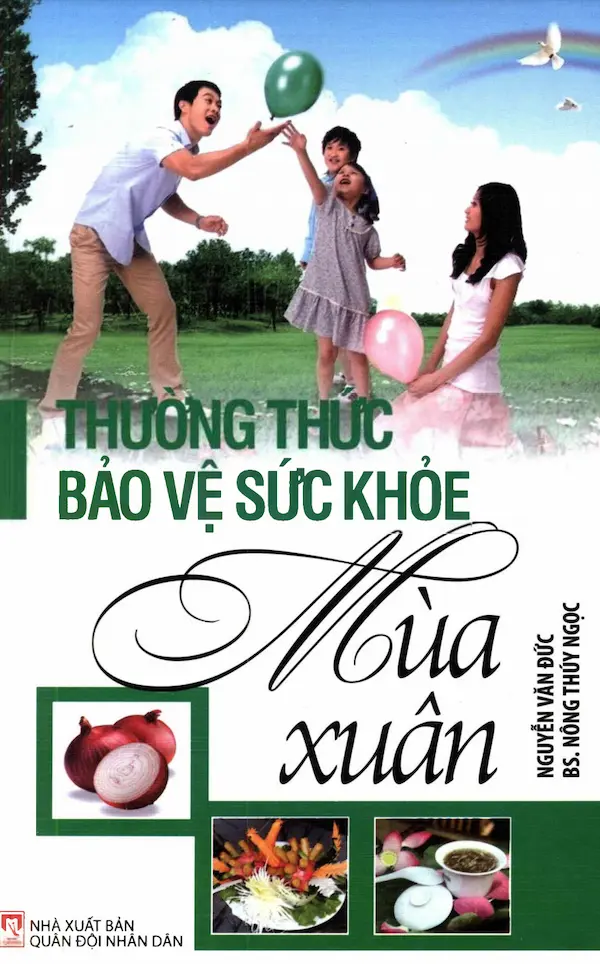 THƯỜNG THỨC
BẢO VỆ SỨC KHỎE
Mùa
xuân
NGUYỄN VĂN ĐỨC
BS. NÔNG THÚY NGỌC
NHÀ XUẤT BẢN
QUÂN ĐỘI NHÂN DÂN